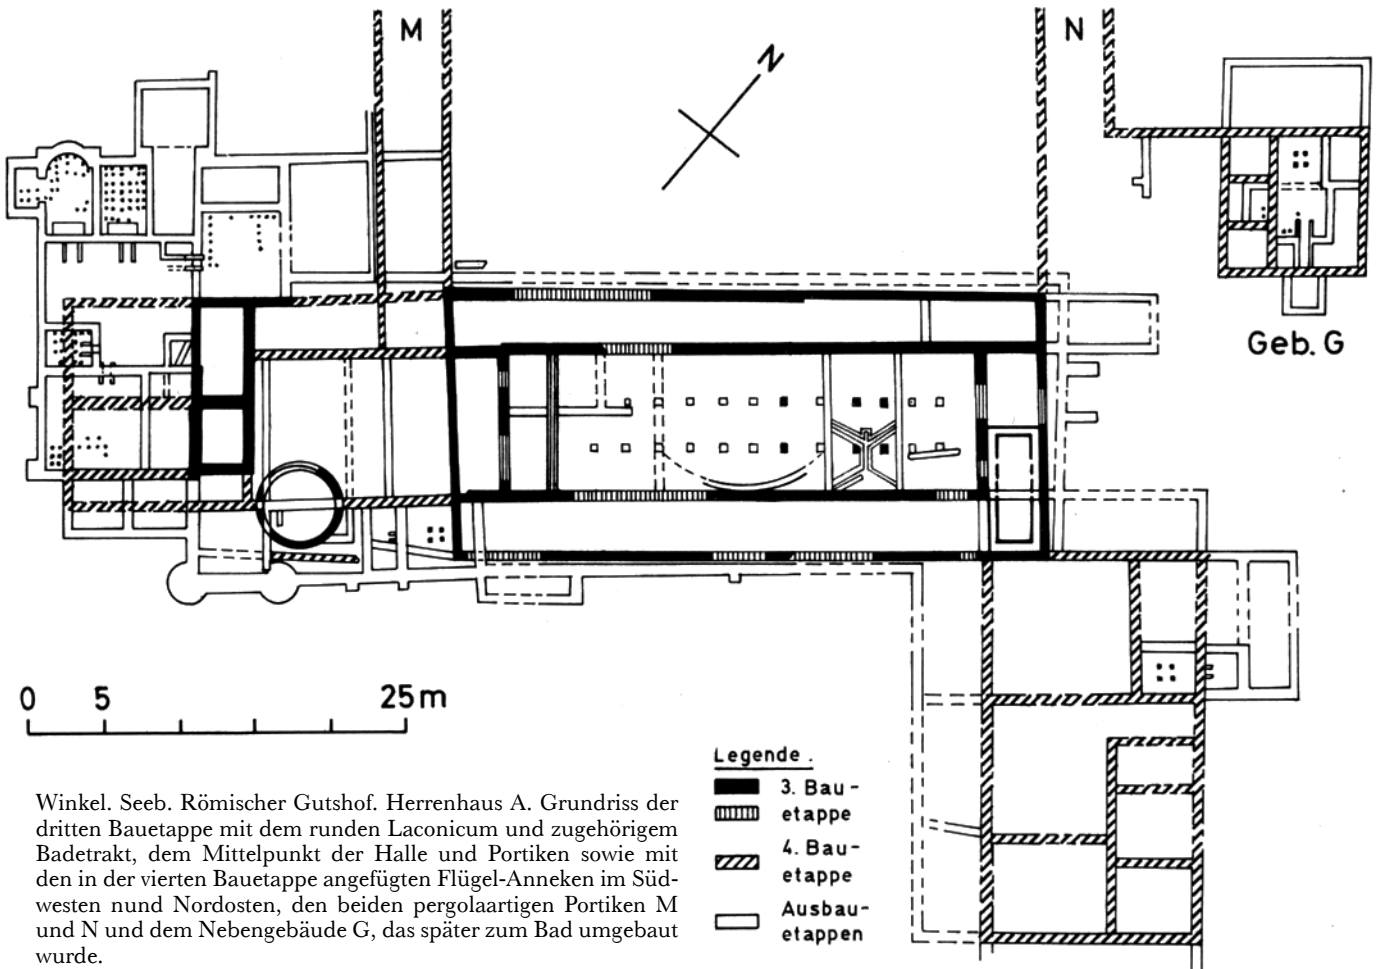 M
N
N
Geb. G
0 5 25 m
Legende.
3. Bau-
etappe
4. Bau-
etappe
Ausbau-
etappen
Winkel. Seeb. Römischer Gutshof. Herrenhaus A. Grundriss der
dritten Bauetappe mit dem runden Laconicum und zugehörigem
Badetrakt, dem Mittelpunkt der Halle und Portiken sowie mit
den in der vierten Bauetappe angefügten Flügel-Anneken im Süd-
westen nund Nordosten, den beiden pergolaartigen Portiken M
und N und dem Nebengebäude G, das später zum Bad umgebaut
wurde.